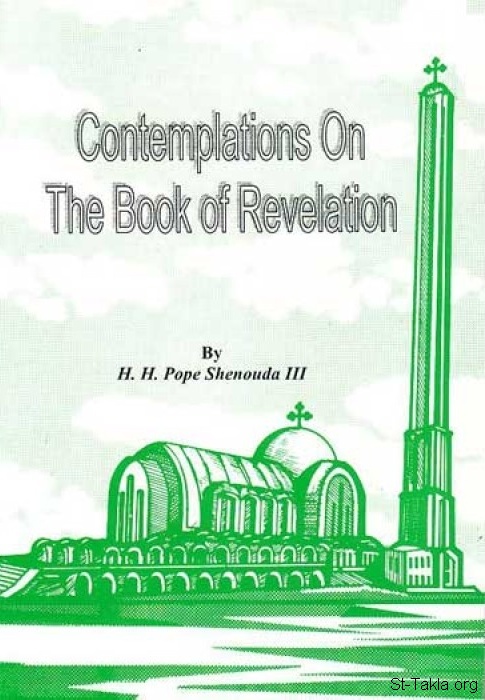 Contemplations On
The Book of Revelation
By
H. H. Pope Shenouda III
St-Takla.org